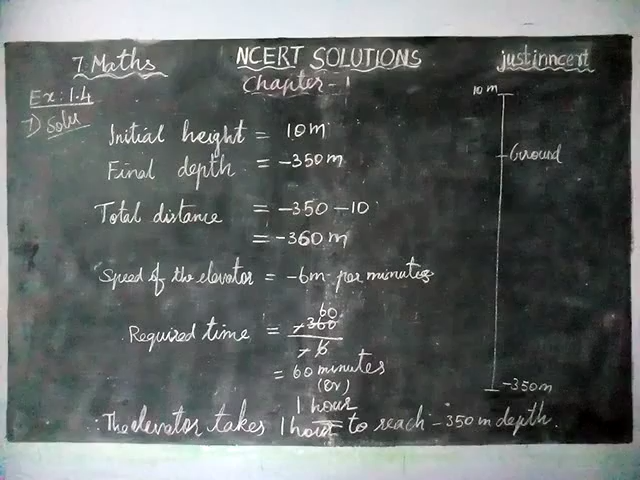 7. Maths NCERT SOLUTIONS justinncert
Chapter - 1
Ex: 1.4
7) Solu
Initial height = 10m
Final depth = -350m
Total distance = -350 -10
= -360 m
Speed of the elevator = -6m per minutes
60
Required time = -360
-6
= 60 minutes
(or)
1 hour
∴ The elevator takes 1 hour to reach -350 m depth.
10 m
Ground
-350m